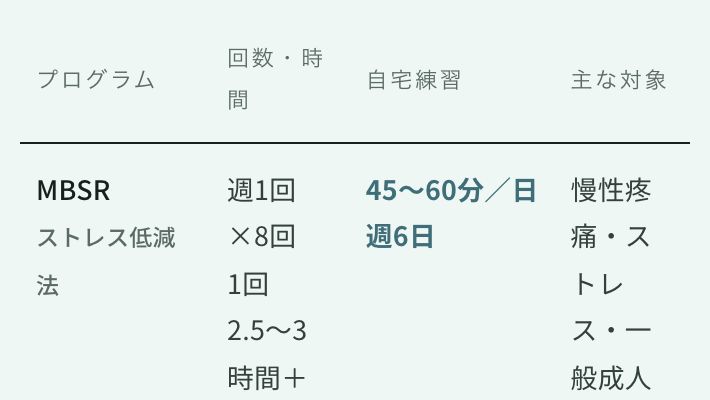 プログラム
回数・時
間
自宅練習
主な対象
MBSR
ストレス低減
法
週1回
×8回
1回
2.5〜3
時間＋
45〜60分／日
週6日
慢性疼
痛・ス
トレ
ス・一
般成人